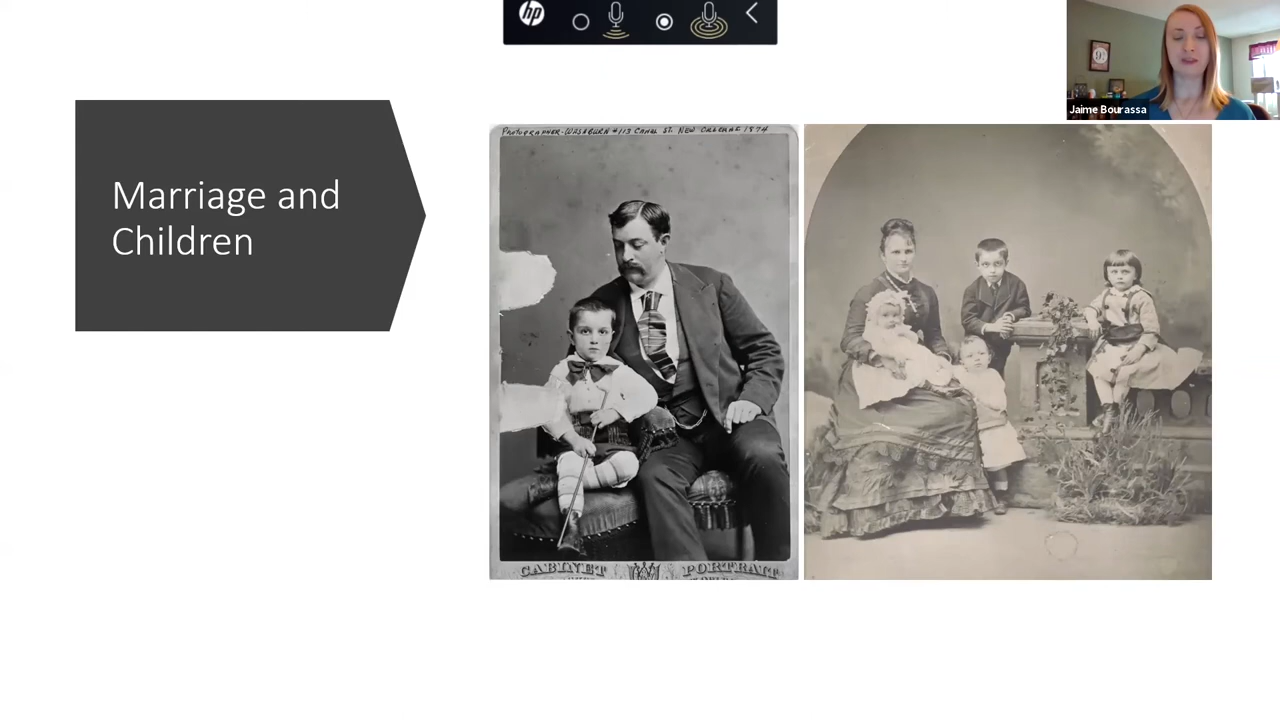 hp
Jaime Bourassa
PHOTOGRAPHER-WASHBURN #113 CANAL ST. NEW ORLEANS 1874
Marriage and
Children
CABINET PORTRAIT